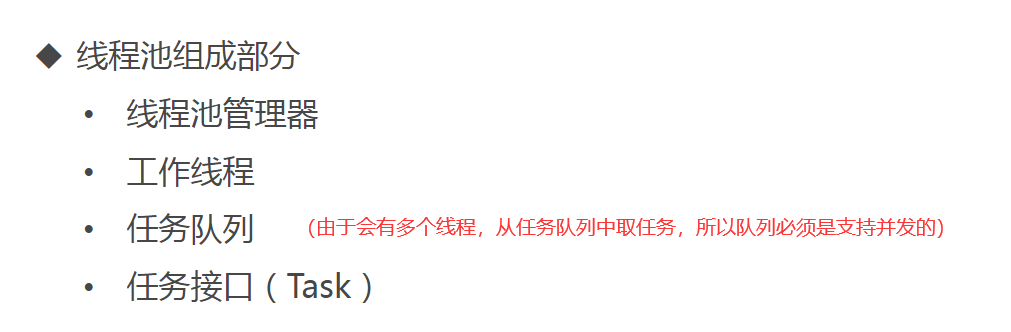 ◆ 线程池组成部分
• 线程池管理器
• 工作线程
• 任务队列 （由于会有多个线程，从任务队列中取任务，所以队列必须是支持并发的）
• 任务接口（Task）